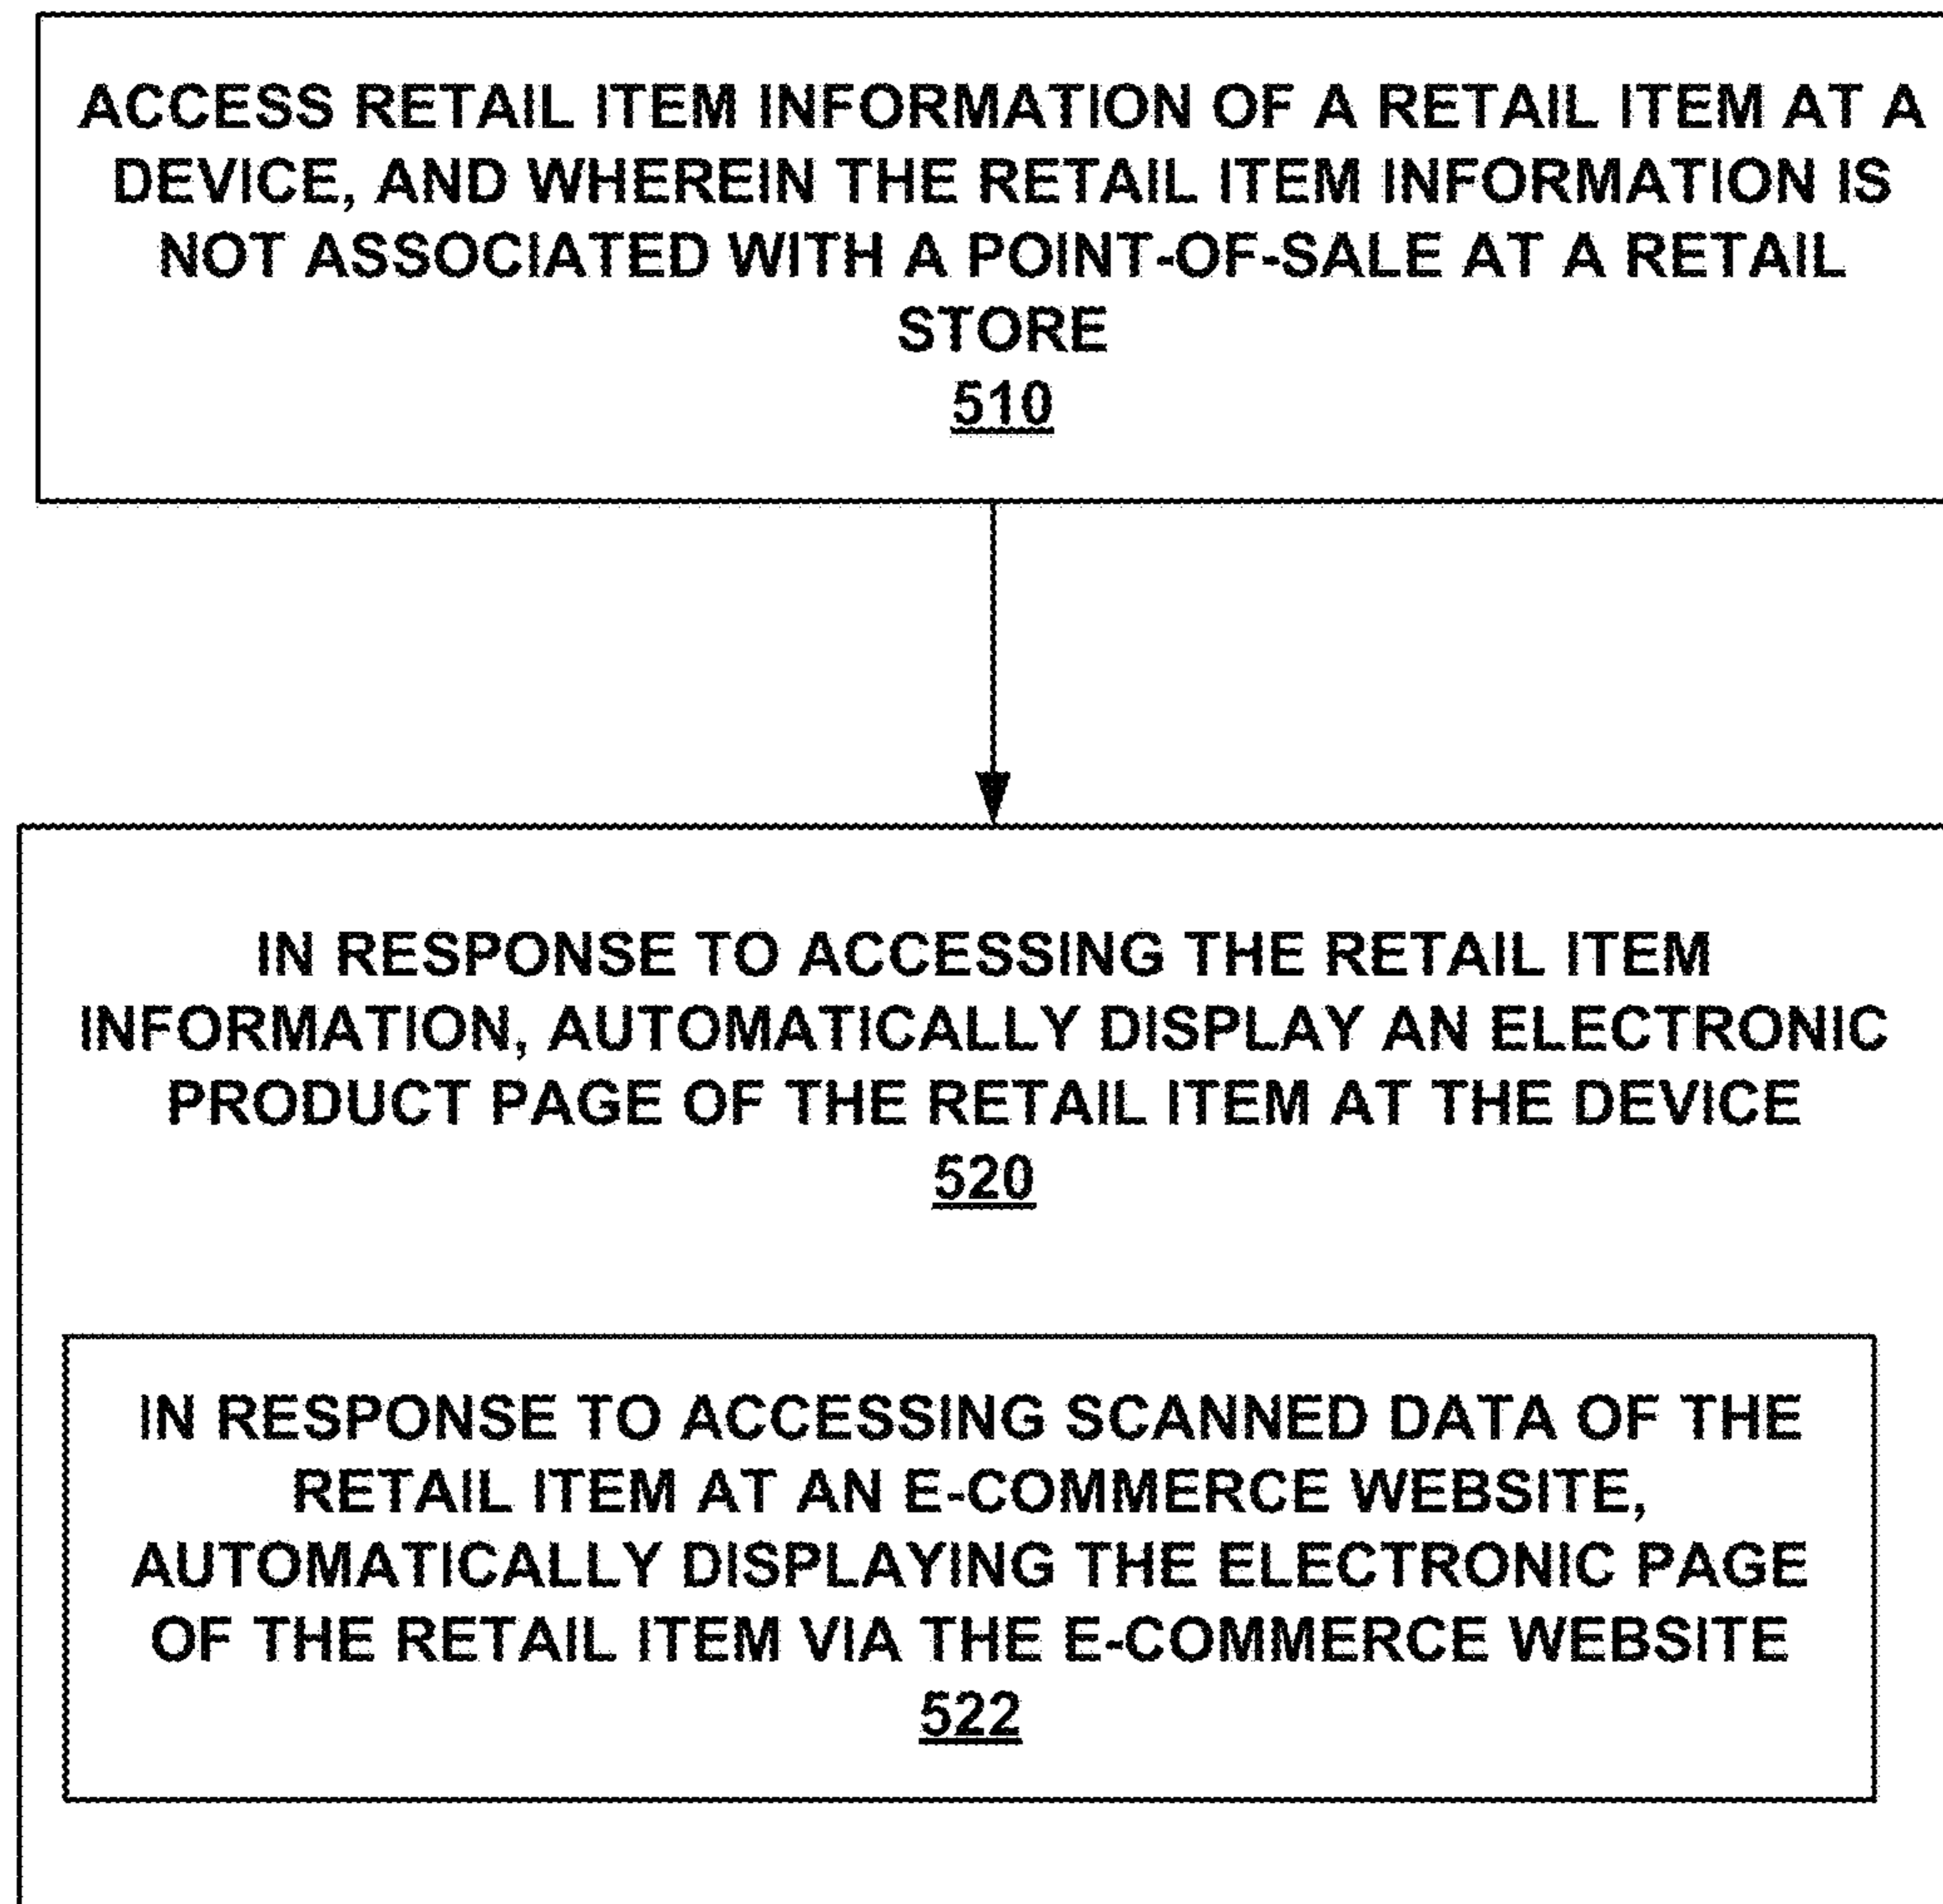 ACCESS RETAIL ITEM INFORMATION OF A RETAIL ITEM AT A
DEVICE, AND WHEREIN THE RETAIL ITEM INFORMATION IS
NOT ASSOCIATED WITH A POINT-OF-SALE AT A RETAIL
STORE
510
IN RESPONSE TO ACCESSING THE RETAIL ITEM
INFORMATION, AUTOMATICALLY DISPLAY AN ELECTRONIC
PRODUCT PAGE OF THE RETAIL ITEM AT THE DEVICE
520
IN RESPONSE TO ACCESSING SCANNED DATA OF THE
RETAIL ITEM AT AN E-COMMERCE WEBSITE,
AUTOMATICALLY DISPLAYING THE ELECTRONIC PAGE
OF THE RETAIL ITEM VIA THE E-COMMERCE WEBSITE
522